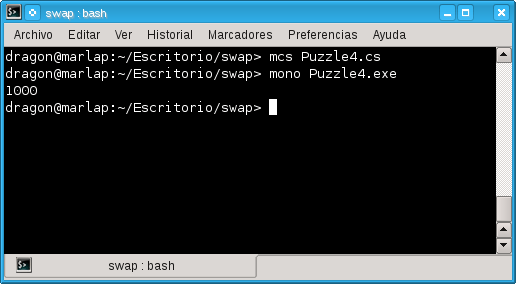 swap : bash
Archivo Editar Ver Historial Marcadores Preferencias Ayuda
dragon@marlap:~/Escritorio/swap> mcs Puzzle4.cs
dragon@marlap:~/Escritorio/swap> mono Puzzle4.exe
1000
dragon@marlap:~/Escritorio/swap>
swap : bash